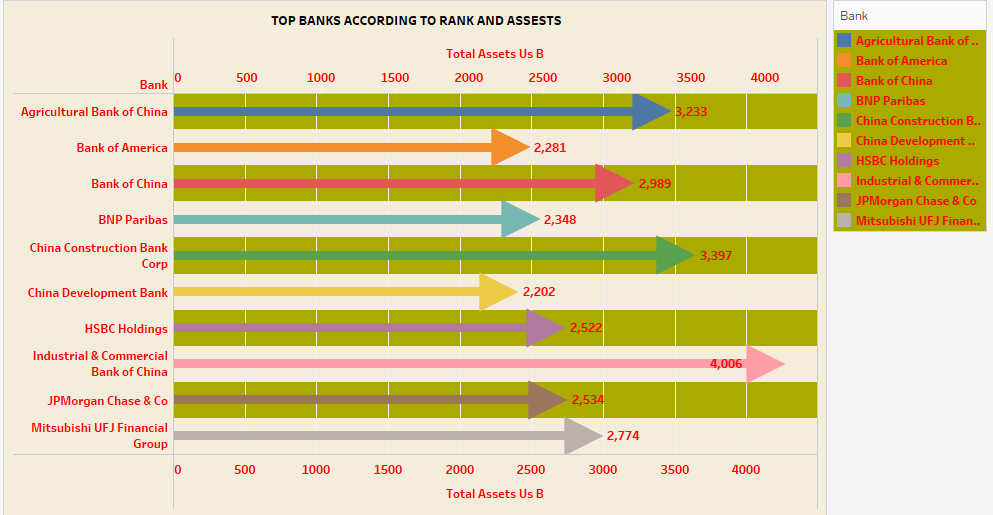 TOP BANKS ACCORDING TO RANK AND ASSESTS
Total Assets Us B
Bank
0 500 1000 1500 2000 2500 3000 3500 4000
Agricultural Bank of China 3,233
Bank of America 2,281
Bank of China 2,989
BNP Paribas 2,348
China Construction Bank
Corp 3,397
China Development Bank 2,202
HSBC Holdings 2,522
Industrial & Commercial
Bank of China 4,006
JPMorgan Chase & Co 2,534
Mitsubishi UFJ Financial
Group 2,774
0 500 1000 1500 2000 2500 3000 3500 4000
Total Assets Us B
Bank
Agricultural Bank of ..
Bank of America
Bank of China
BNP Paribas
China Construction B..
China Development ..
HSBC Holdings
Industrial & Commer..
JPMorgan Chase & Co
Mitsubishi UFJ Finan..